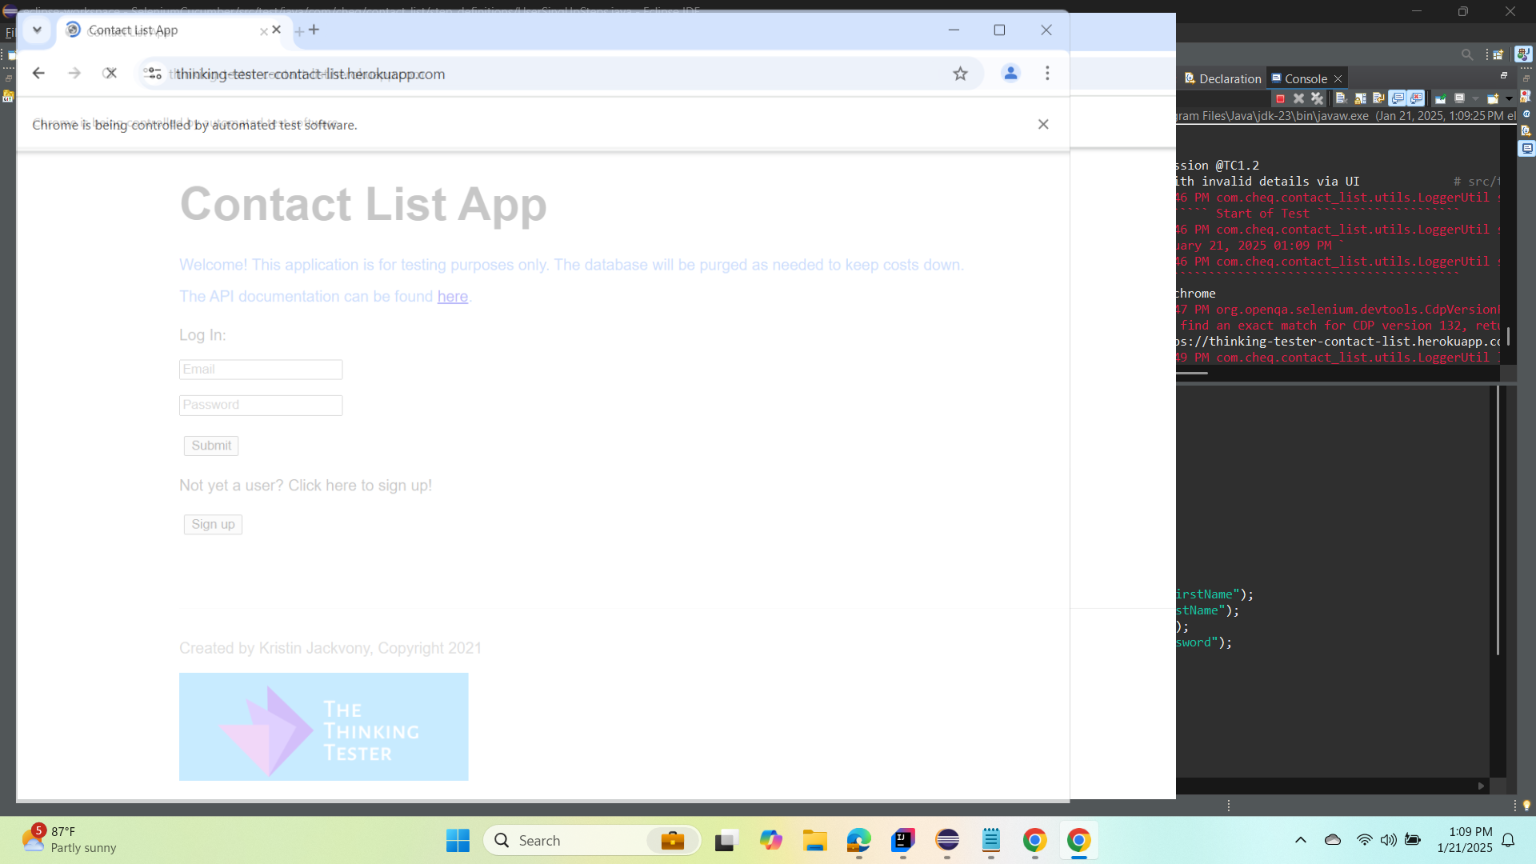 Contact List App
thinking-tester-contact-list.herokuapp.com
Chrome is being controlled by automated test software.
Contact List App
Welcome! This application is for testing purposes only. The database will be purged as needed to keep costs down.
The API documentation can be found here.
Log In:
Email
Password
Submit
Not yet a user? Click here to sign up!
Sign up
Created by Kristin Jackvony, Copyright 2021
THE
THINKING
TESTER
Declaration
Console
gram Files\Java\jdk-23\bin\javaw.exe (Jan 21, 2025, 1:09:25 PM el
ssion @TC1.2
ith invalid details via UI # src/t
46 PM com.cheq.contact_list.utils.LoggerUtil s
Start of Test
46 PM com.cheq.contact_list.utils.LoggerUtil s
uary 21, 2025 01:09 PM `
46 PM com.cheq.contact_list.utils.LoggerUtil s
chrome
47 PM org.openqa.selenium.devtools.CdpVersionF
find an exact match for CDP version 132, retu
ps://thinking-tester-contact-list.herokuapp.co
49 PM com.cheq.contact_list.utils.LoggerUtil l
irstName");
stName");
);
sword");
5
87°F
Partly sunny
Search
1:09 PM
1/21/2025